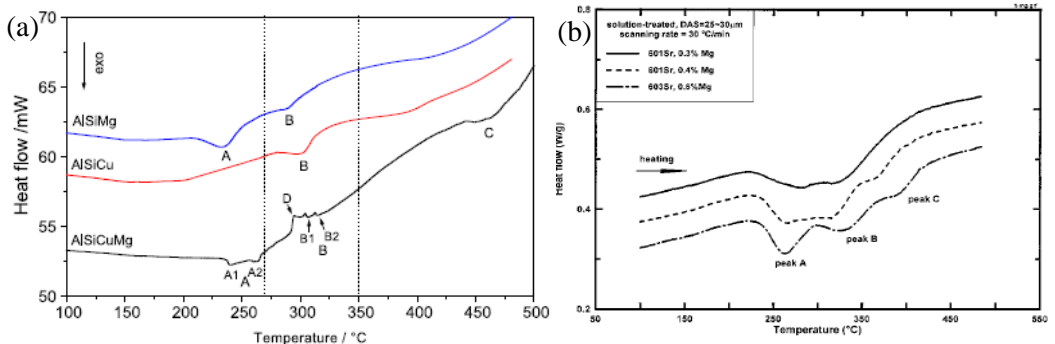 (a)
70
65
60
55
50
Heat flow /mW
exo
AlSiMg
AlSiCu
AlSiCuMg
A
B
B
C
D
B1
B2
B
A1
A2
A
100 150 200 250 300 350 400 450 500
Temperature / °C
(b)
0.8
0.6
0.4
0.2
Heat flow (w/g)
solution-treated, DAS=25~30μm
scanning rate = 30 °C/min
601Sr, 0.3% Mg
601Sr, 0.4% Mg
603Sr, 0.6%Mg
heating
peak C
peak B
peak A
50 150 250 350 450 550
Temperature (°C)